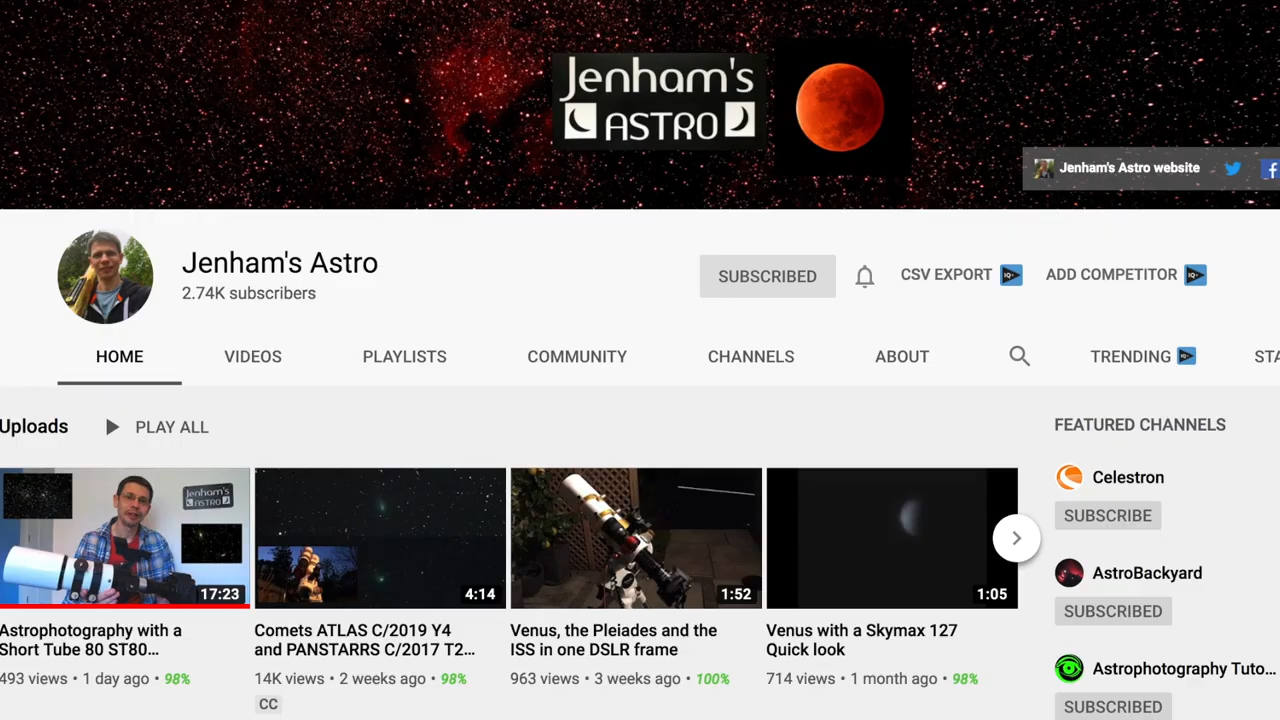 Jenham's
ASTRO
Jenham's Astro website
Jenham's Astro
2.74K subscribers
SUBSCRIBED
CSV EXPORT IQ+
ADD COMPETITOR IQ+
HOME
VIDEOS
PLAYLISTS
COMMUNITY
CHANNELS
ABOUT
TRENDING
STA
Uploads
PLAY ALL
FEATURED CHANNELS
Jenham's
ASTRO
17:23
4:14
1:52
1:05
Astrophotography with a
Short Tube 80 ST80...
493 views • 1 day ago • 98%
Comets ATLAS C/2019 Y4
and PANSTARRS C/2017 T2...
14K views • 2 weeks ago • 98%
CC
Venus, the Pleiades and the
ISS in one DSLR frame
963 views • 3 weeks ago • 100%
Venus with a Skymax 127
Quick look
714 views • 1 month ago • 98%
Celestron
SUBSCRIBE
AstroBackyard
SUBSCRIBED
Astrophotography Tuto...
SUBSCRIBED